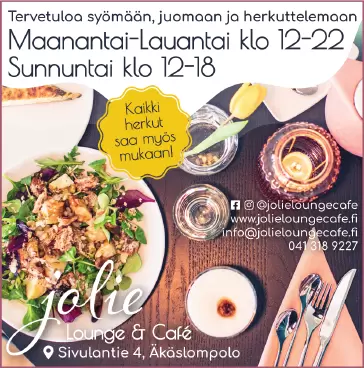 Tervetuloa syömään, juomaan ja herkuttelemaan
Maanantai-Lauantai klo 12-22
Sunnuntai klo 12-18
Kaikki
herkut
saa myös
mukaan!
@jolieloungecafe
www.jolieloungecafe.fi
info@jolieloungecafe.fi
041 318 9227
jolie
Lounge & Café
Sivulantie 4, Äkäslompolo